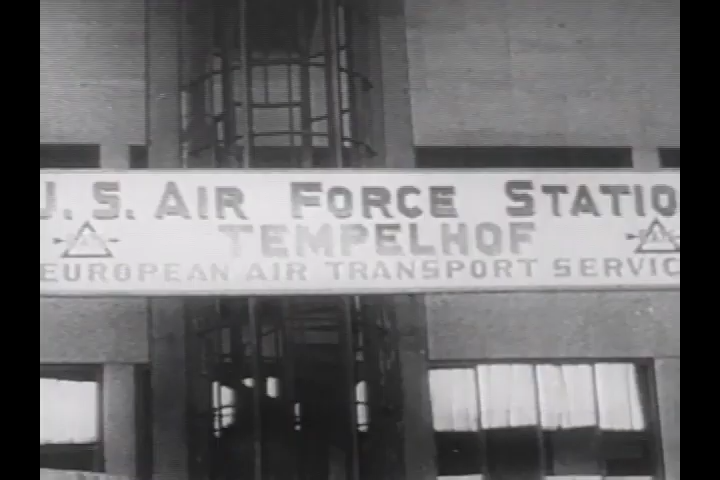 U.S. AIR FORCE STATIO
TEMPELHOF
EUROPEAN AIR TRANSPORT SERVIC